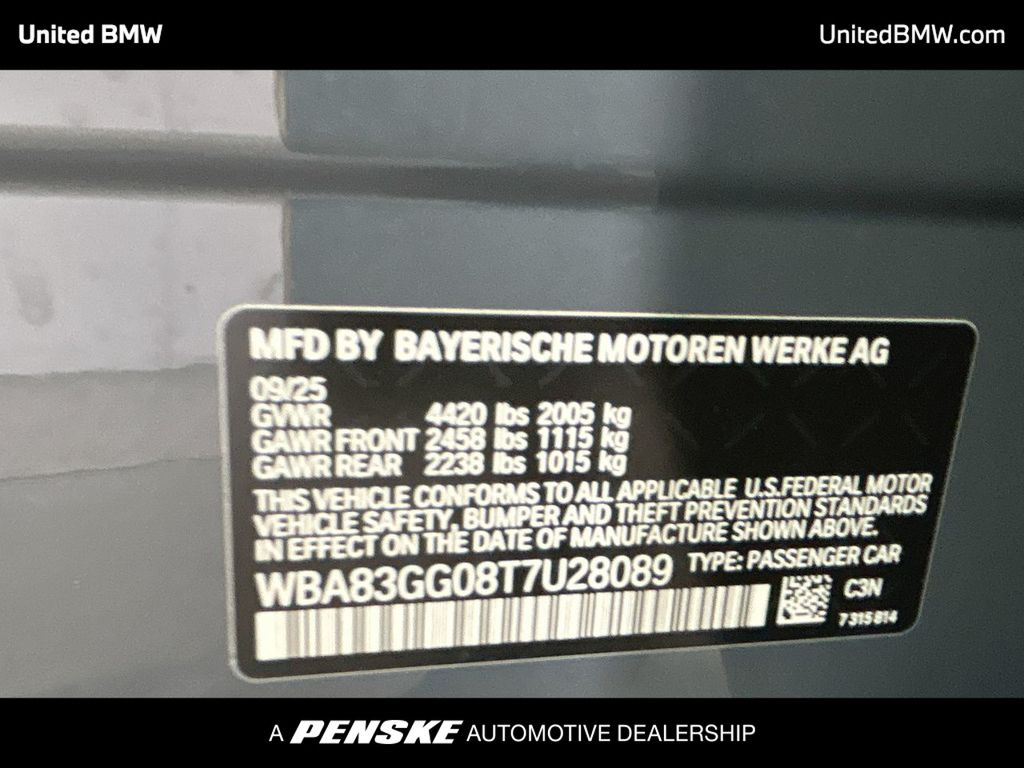 United BMW
UnitedBMW.com
MFD BY BAYERISCHE MOTOREN WERKE AG
09/25
GVWR 4420 lbs 2005 kg
GAWR FRONT 2458 lbs 1115 kg
GAWR REAR 2238 lbs 1015 kg
THIS VEHICLE CONFORMS TO ALL APPLICABLE U.S.FEDERAL MOTOR
VEHICLE SAFETY, BUMPER AND THEFT PREVENTION STANDARDS
IN EFFECT ON THE DATE OF MANUFACTURE SHOWN ABOVE.
WBA83GG08T7U28089 TYPE: PASSENGER CAR
C3N
7315814
A PENSKE AUTOMOTIVE DEALERSHIP